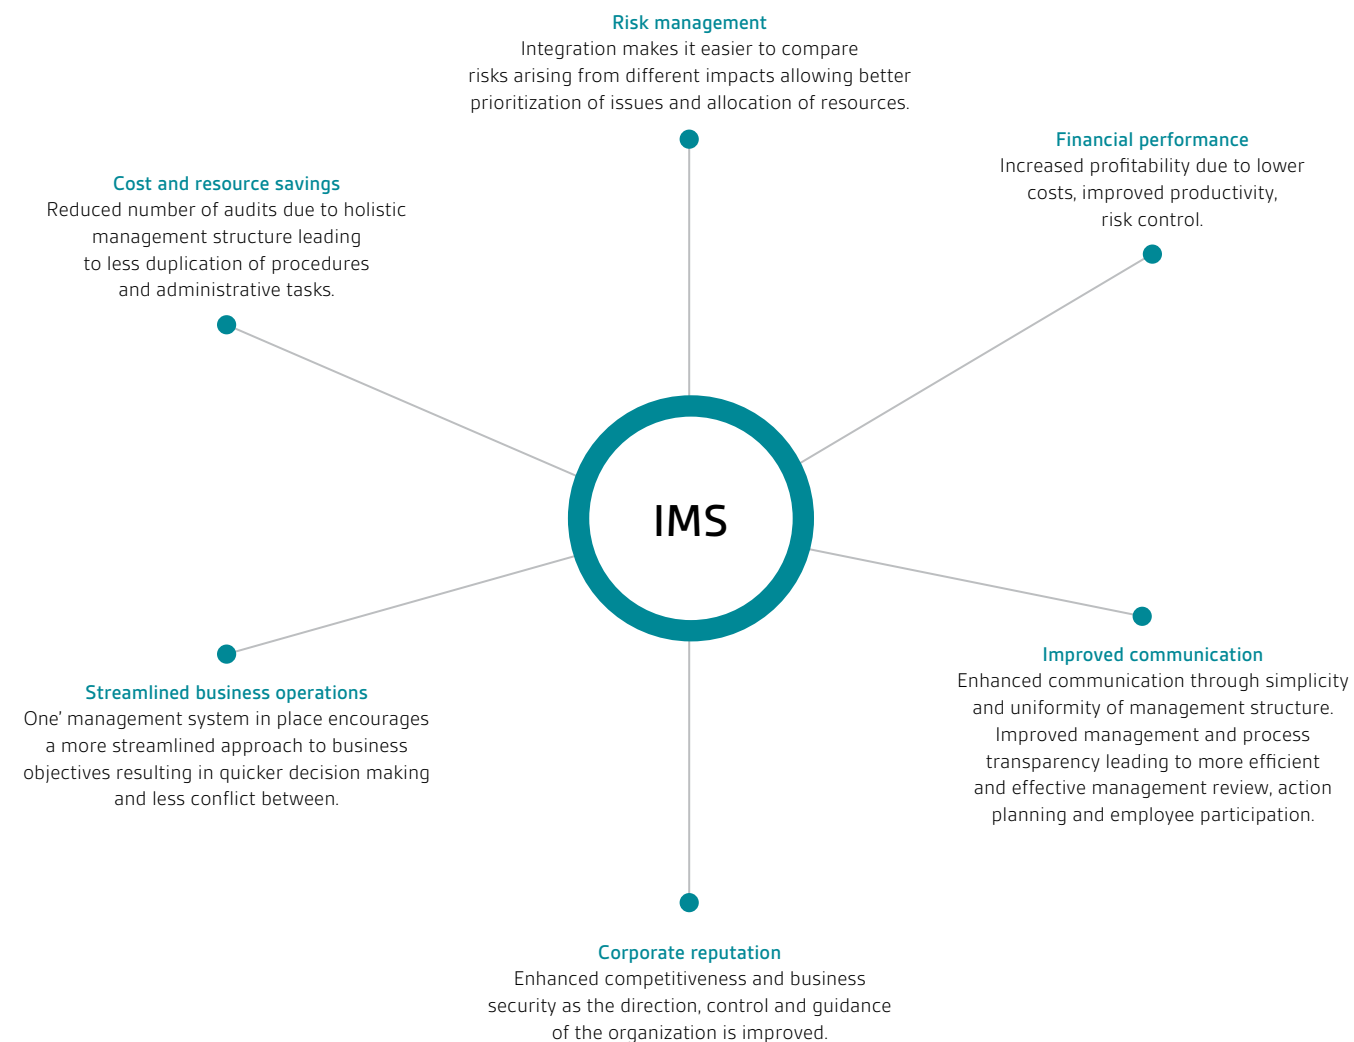 Risk management
Integration makes it easier to compare
risks arising from different impacts allowing better
prioritization of issues and allocation of resources.
Financial performance
Increased profitability due to lower
costs, improved productivity,
risk control.
Cost and resource savings
Reduced number of audits due to holistic
management structure leading
to less duplication of procedures
and administrative tasks.
IMS
Streamlined business operations
One’ management system in place encourages
a more streamlined approach to business
objectives resulting in quicker decision making
and less conflict between.
Improved communication
Enhanced communication through simplicity
and uniformity of management structure.
Improved management and process
transparency leading to more efficient
and effective management review, action
planning and employee participation.
Corporate reputation
Enhanced competitiveness and business
security as the direction, control and guidance
of the organization is improved.